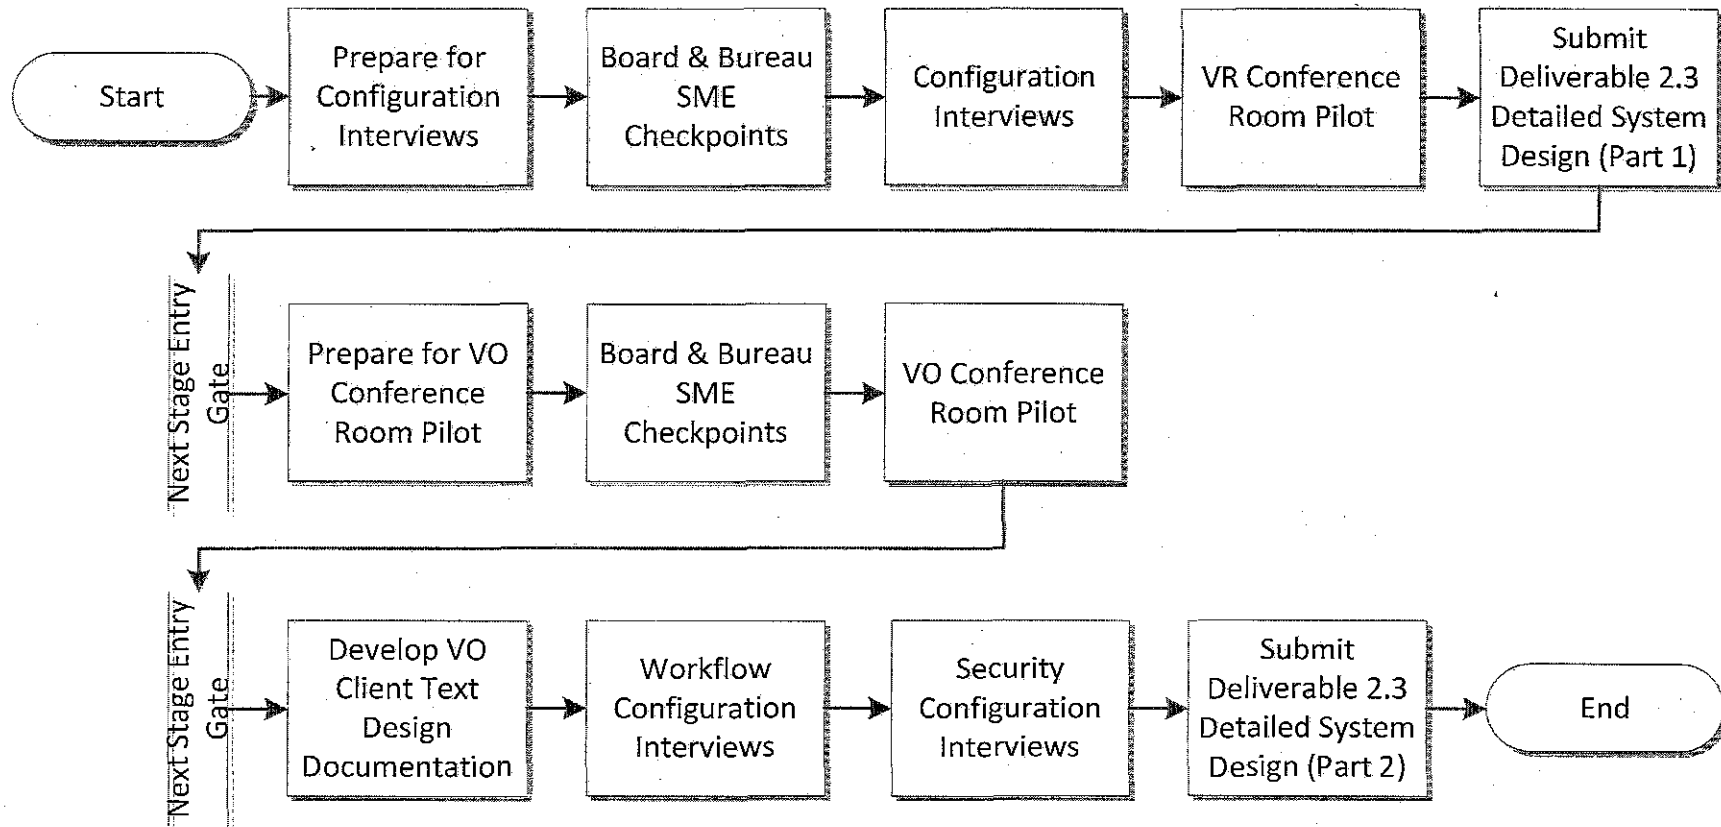 Start
Prepare for
Configuration
Interviews
Board & Bureau
SME
Checkpoints
Configuration
Interviews
VR Conference
Room Pilot
Submit
Deliverable 2.3
Detailed System
Design (Part 1)
Next Stage Entry
Gate
Prepare for VO
Conference
Room Pilot
Board & Bureau
SME
Checkpoints
VO Conference
Room Pilot
Next Stage Entry
Gate
Develop VO
Client Text
Design
Documentation
Workflow
Configuration
Interviews
Security
Configuration
Interviews
Submit
Deliverable 2.3
Detailed System
Design (Part 2)
End